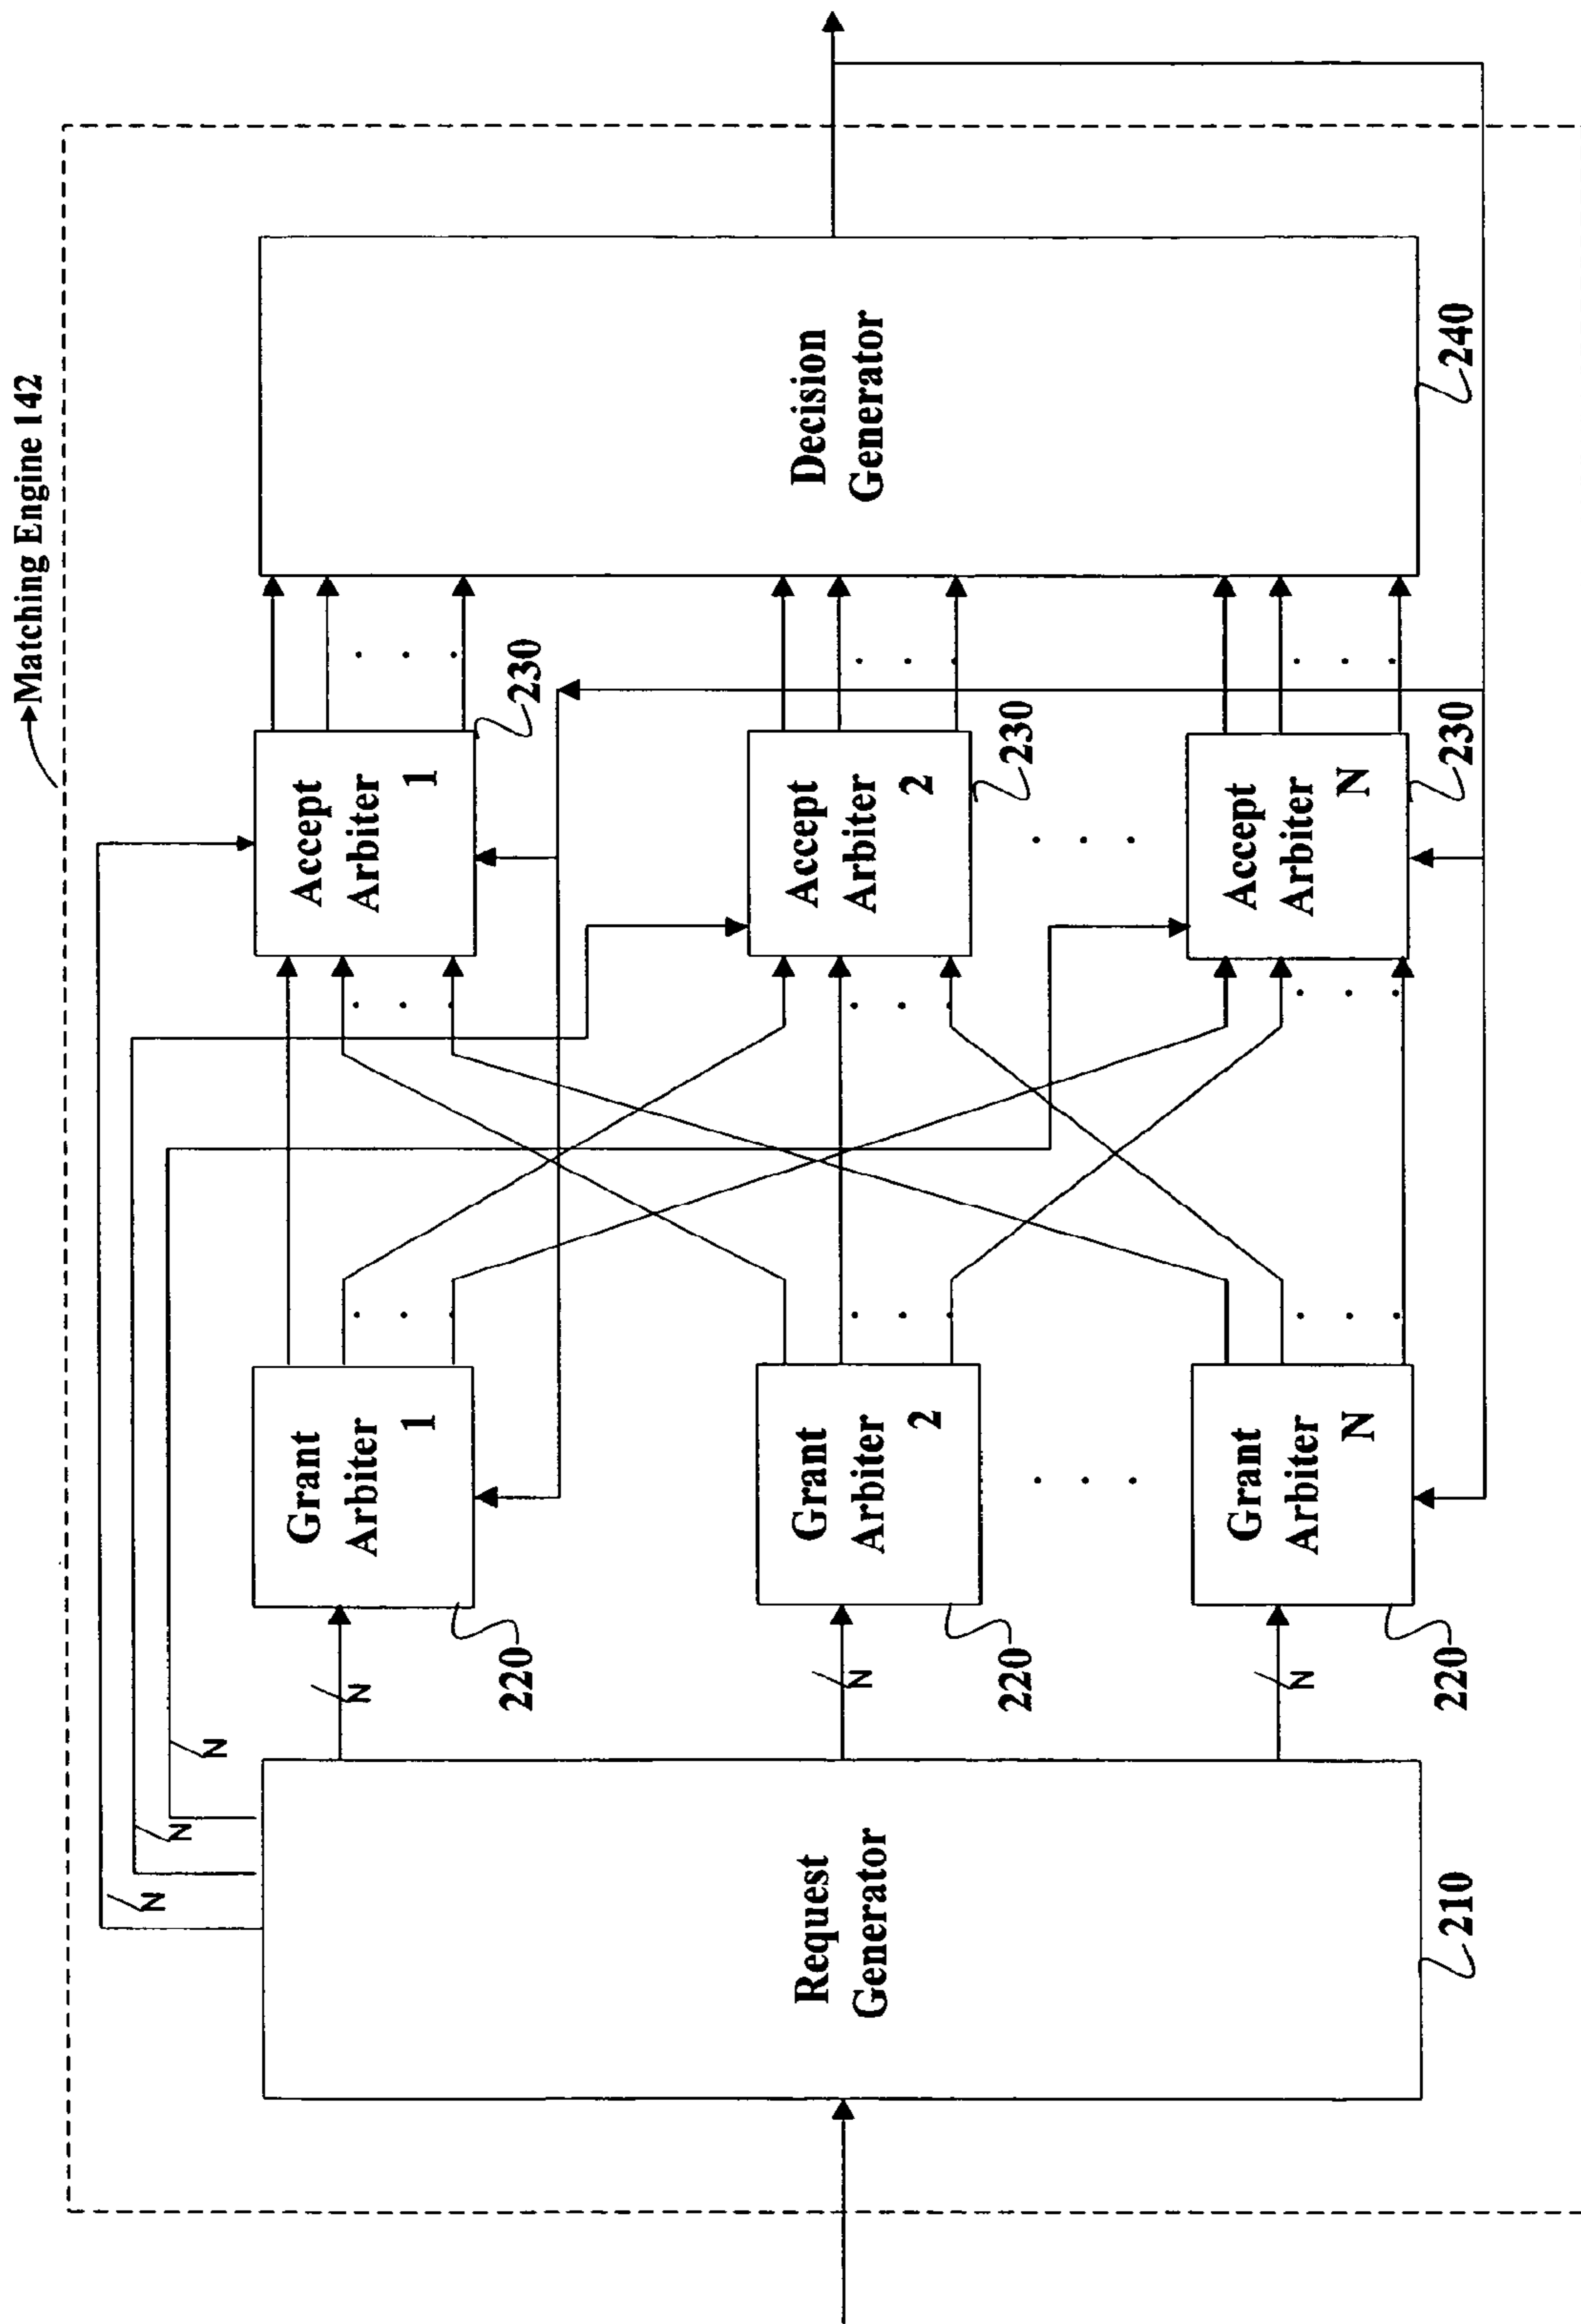 Matching Engine 142
Request
Generator
210
N
N
N
N
N
N
Grant
Arbiter
1
220
Grant
Arbiter
2
220
Grant
Arbiter
N
220
Accept
Arbiter
1
230
Accept
Arbiter
2
230
Accept
Arbiter
N
230
Decision
Generator
240